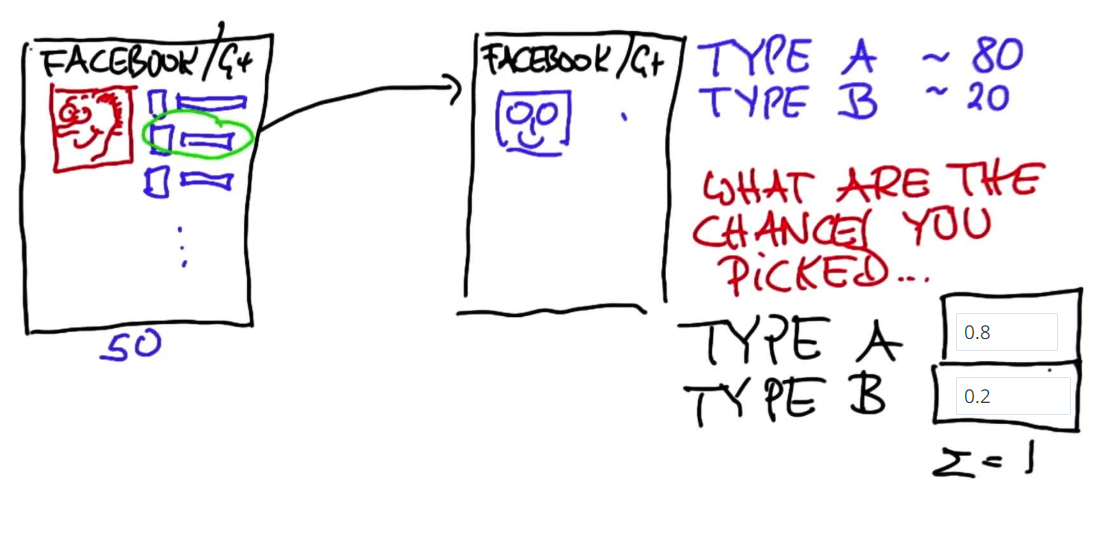 FACEBOOK/G+
50
FACEBOOK/G+
TYPE A ~ 80
TYPE B ~ 20
WHAT ARE THE
CHANCES YOU
PICKED...
TYPE A 0.8
TYPE B 0.2
Σ = 1